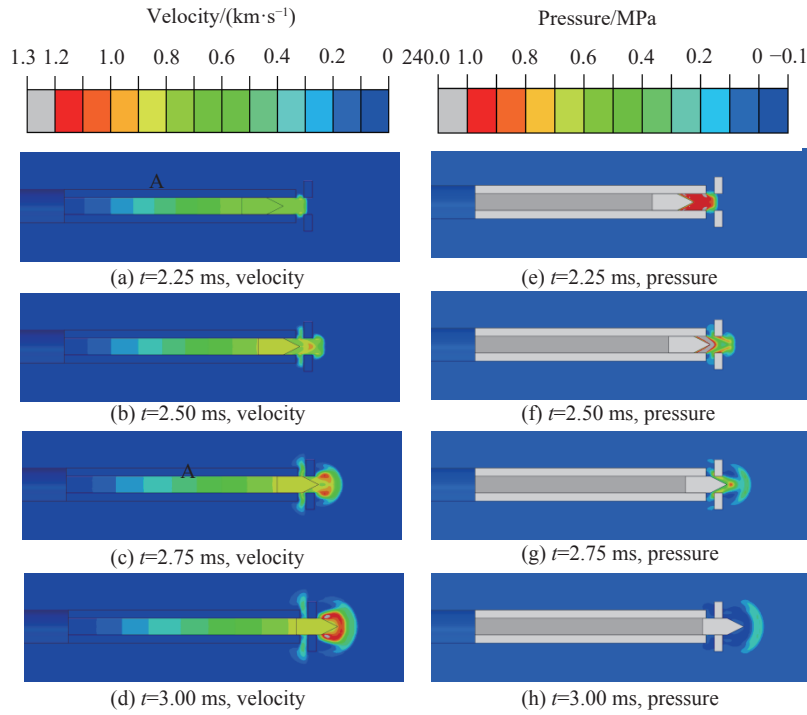 Velocity/(km·s⁻¹)
Pressure/MPa
1.3 1.2 1.0 0.8 0.6 0.4 0.2 0
240.0 1.0 0.8 0.6 0.4 0.2 0 −0.1
A
(a) t=2.25 ms, velocity
(e) t=2.25 ms, pressure
(b) t=2.50 ms, velocity
(f) t=2.50 ms, pressure
A
(c) t=2.75 ms, velocity
(g) t=2.75 ms, pressure
(d) t=3.00 ms, velocity
(h) t=3.00 ms, pressure